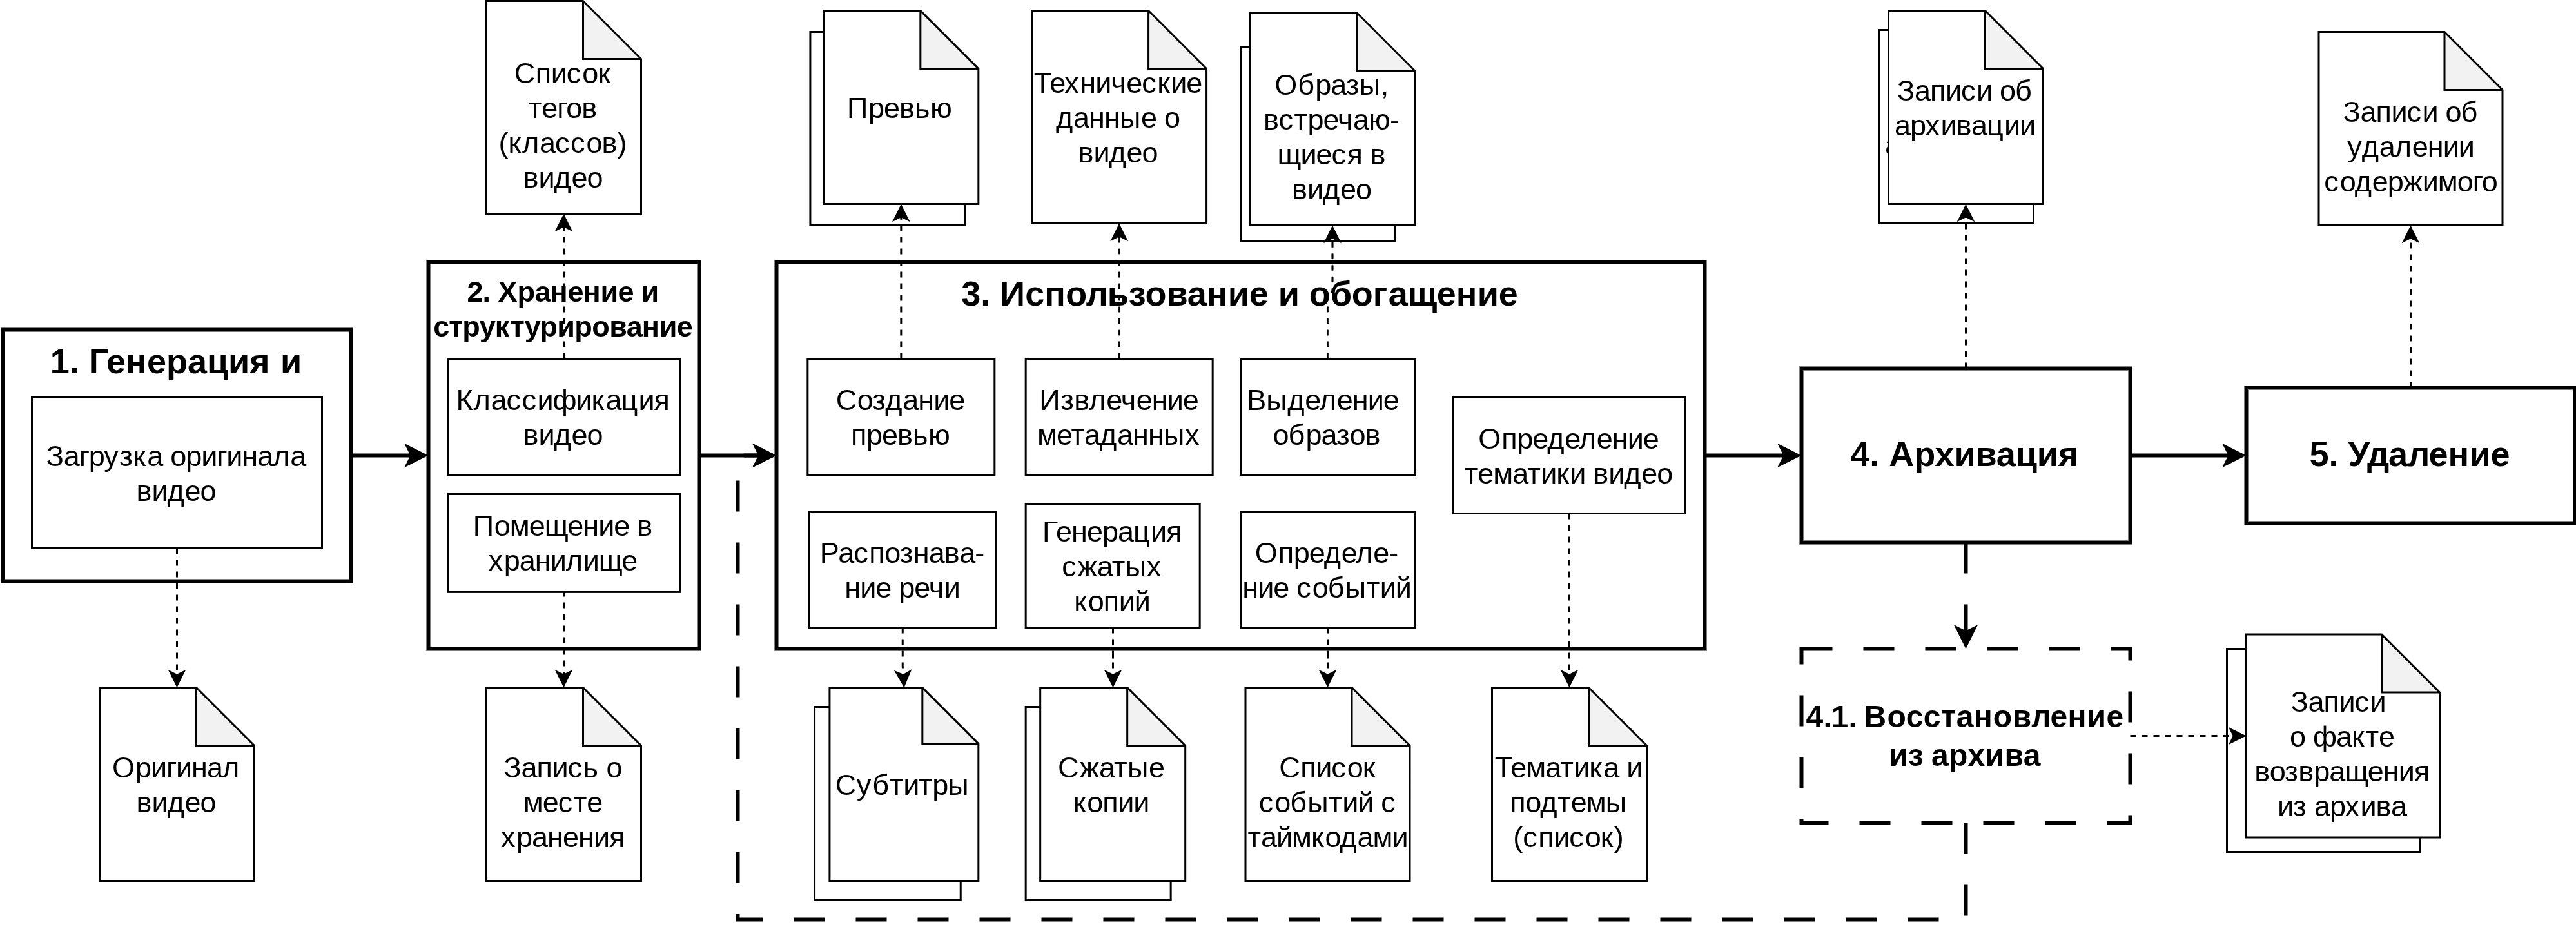 Список
тегов
(классов)
видео
Превью
Технические
данные о
видео
Образы,
встречаю-
щиеся в
видео
Записи об
архивации
Записи об
удалении
содержимого
1. Генерация и
Загрузка оригинала
видео
2. Хранение и
структурирование
Классификация
видео
Помещение в
хранилище
3. Использование и обогащение
Создание
превью
Извлечение
метаданных
Выделение
образов
Определение
тематики видео
Распознава-
ние речи
Генерация
сжатых
копий
Определе-
ние событий
4. Архивация
5. Удаление
4.1. Восстановление
из архива
Записи
о факте
возвращения
из архива
Оригинал
видео
Запись о
месте
хранения
Субтитры
Сжатые
копии
Список
событий с
таймкодами
Тематика и
подтемы
(список)